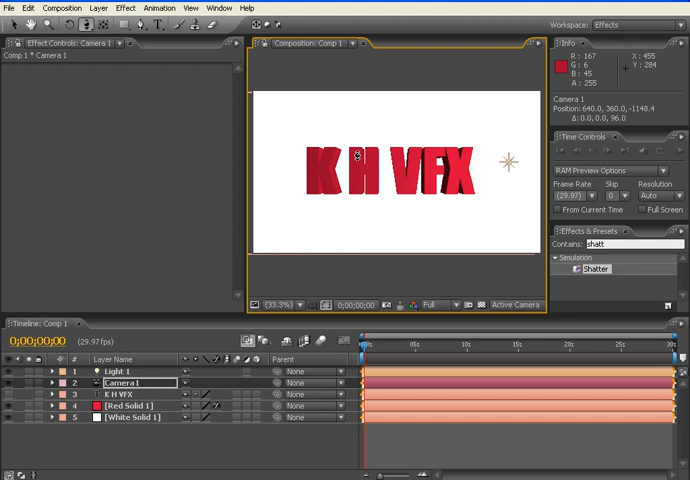 File Edit Composition Layer Effect Animation View Window Help
Workspace: Effects
Effect Controls: Camera 1
Comp 1 * Camera 1
Composition: Comp 1
K H VFX
(33.3%) 0;00;00;00 Full Active Camera
Info
R : 167
G : 6
B : 45
A : 255
X : 455
Y : 284
Camera 1
Position: 640.0, 360.0, -1148.4
Δ: 0.0, 0.0, 96.0
Time Controls
RAM Preview Options
Frame Rate Skip Resolution
(29.97) 0 Auto
From Current Time Full Screen
Effects & Presets
Contains: shatt
Simulation
Shatter
Timeline: Comp 1
0;00;00;00 (29.97 fps)
# Layer Name Parent
05s 10s 15s 20s 25s 30s
1 Light 1 None
2 Camera 1 None
3 K H VFX None
4 [Red Solid 1] None
5 [White Solid 1] None